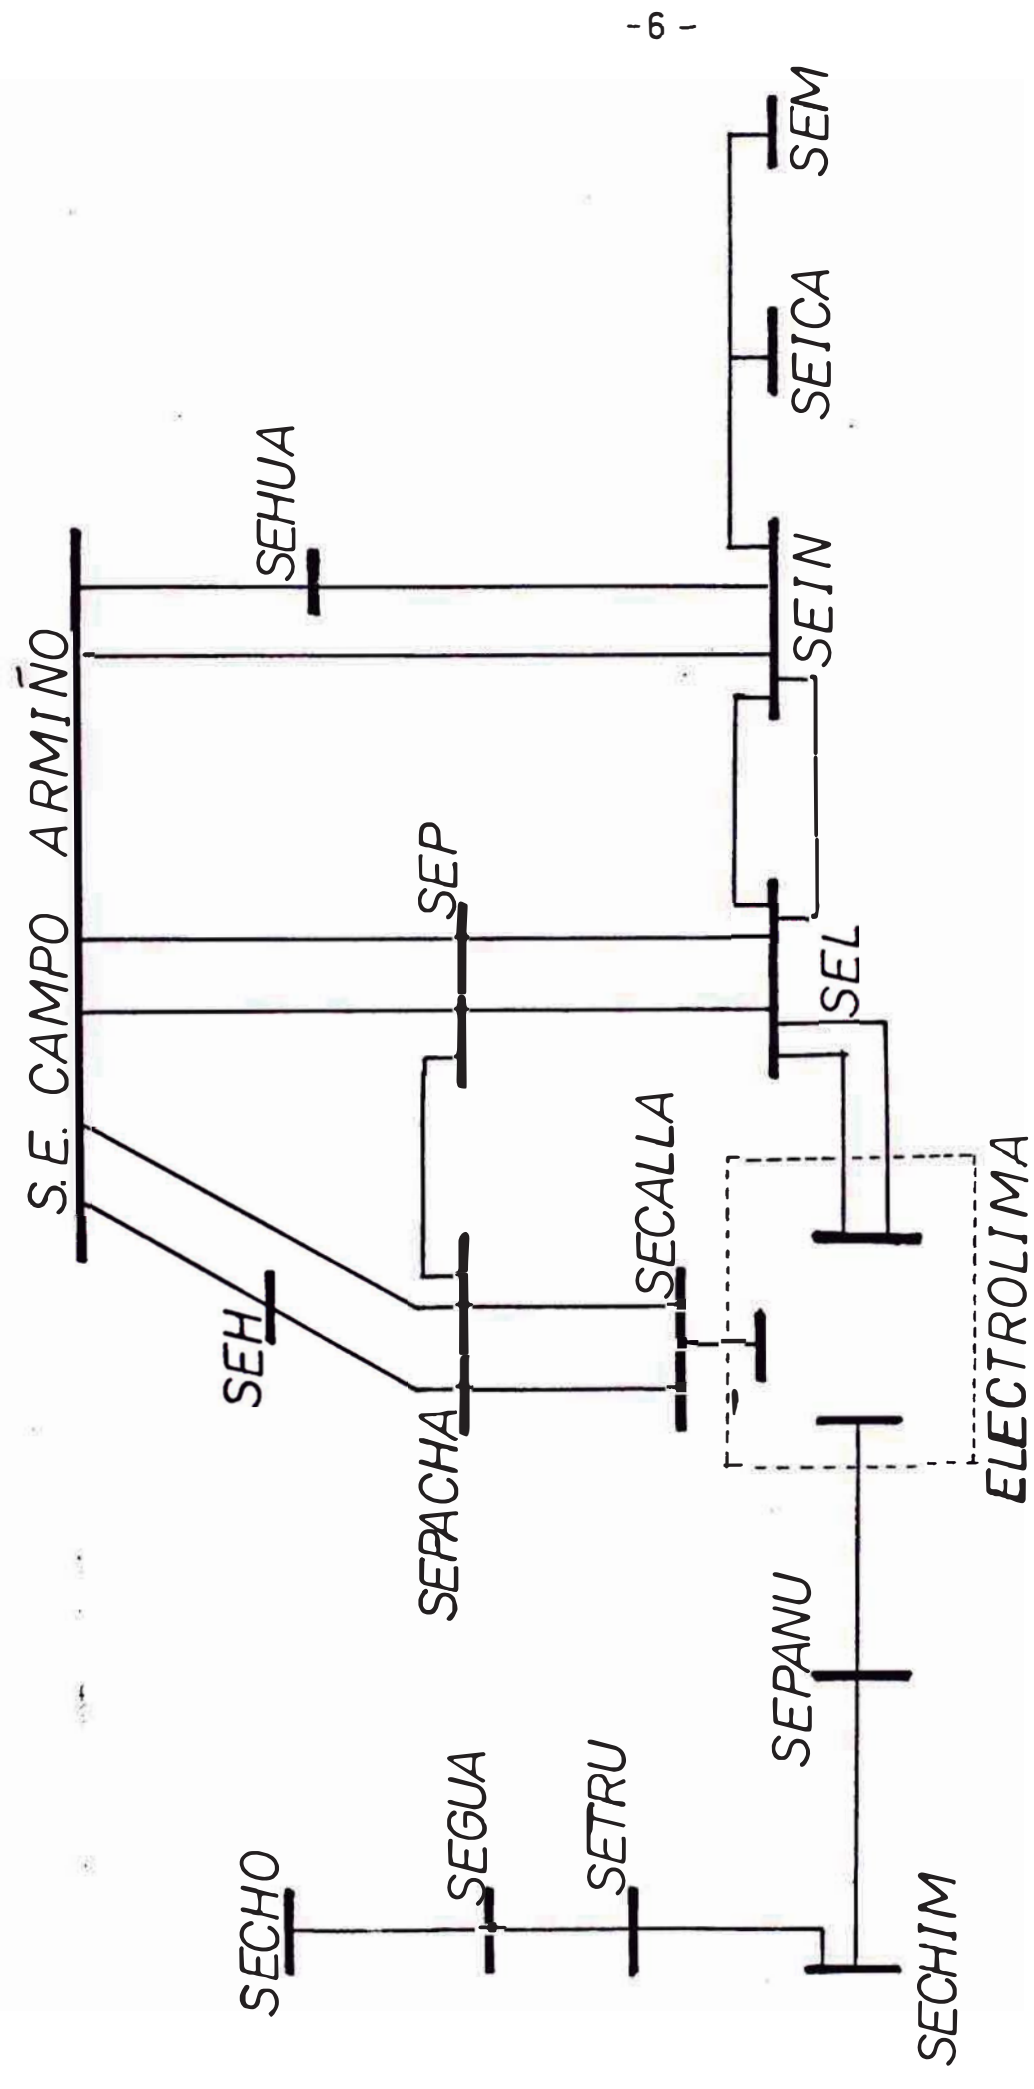 -6-
S.E. CAMPO ARMIÑO
SEHUA
SEH
SEP
SEPACHA
SECALLA
SECHO
SEGUA
SETRU
SEPANU
SECHIM
ELECTROLIMA
SEL
SEIN
SEICA
SEM